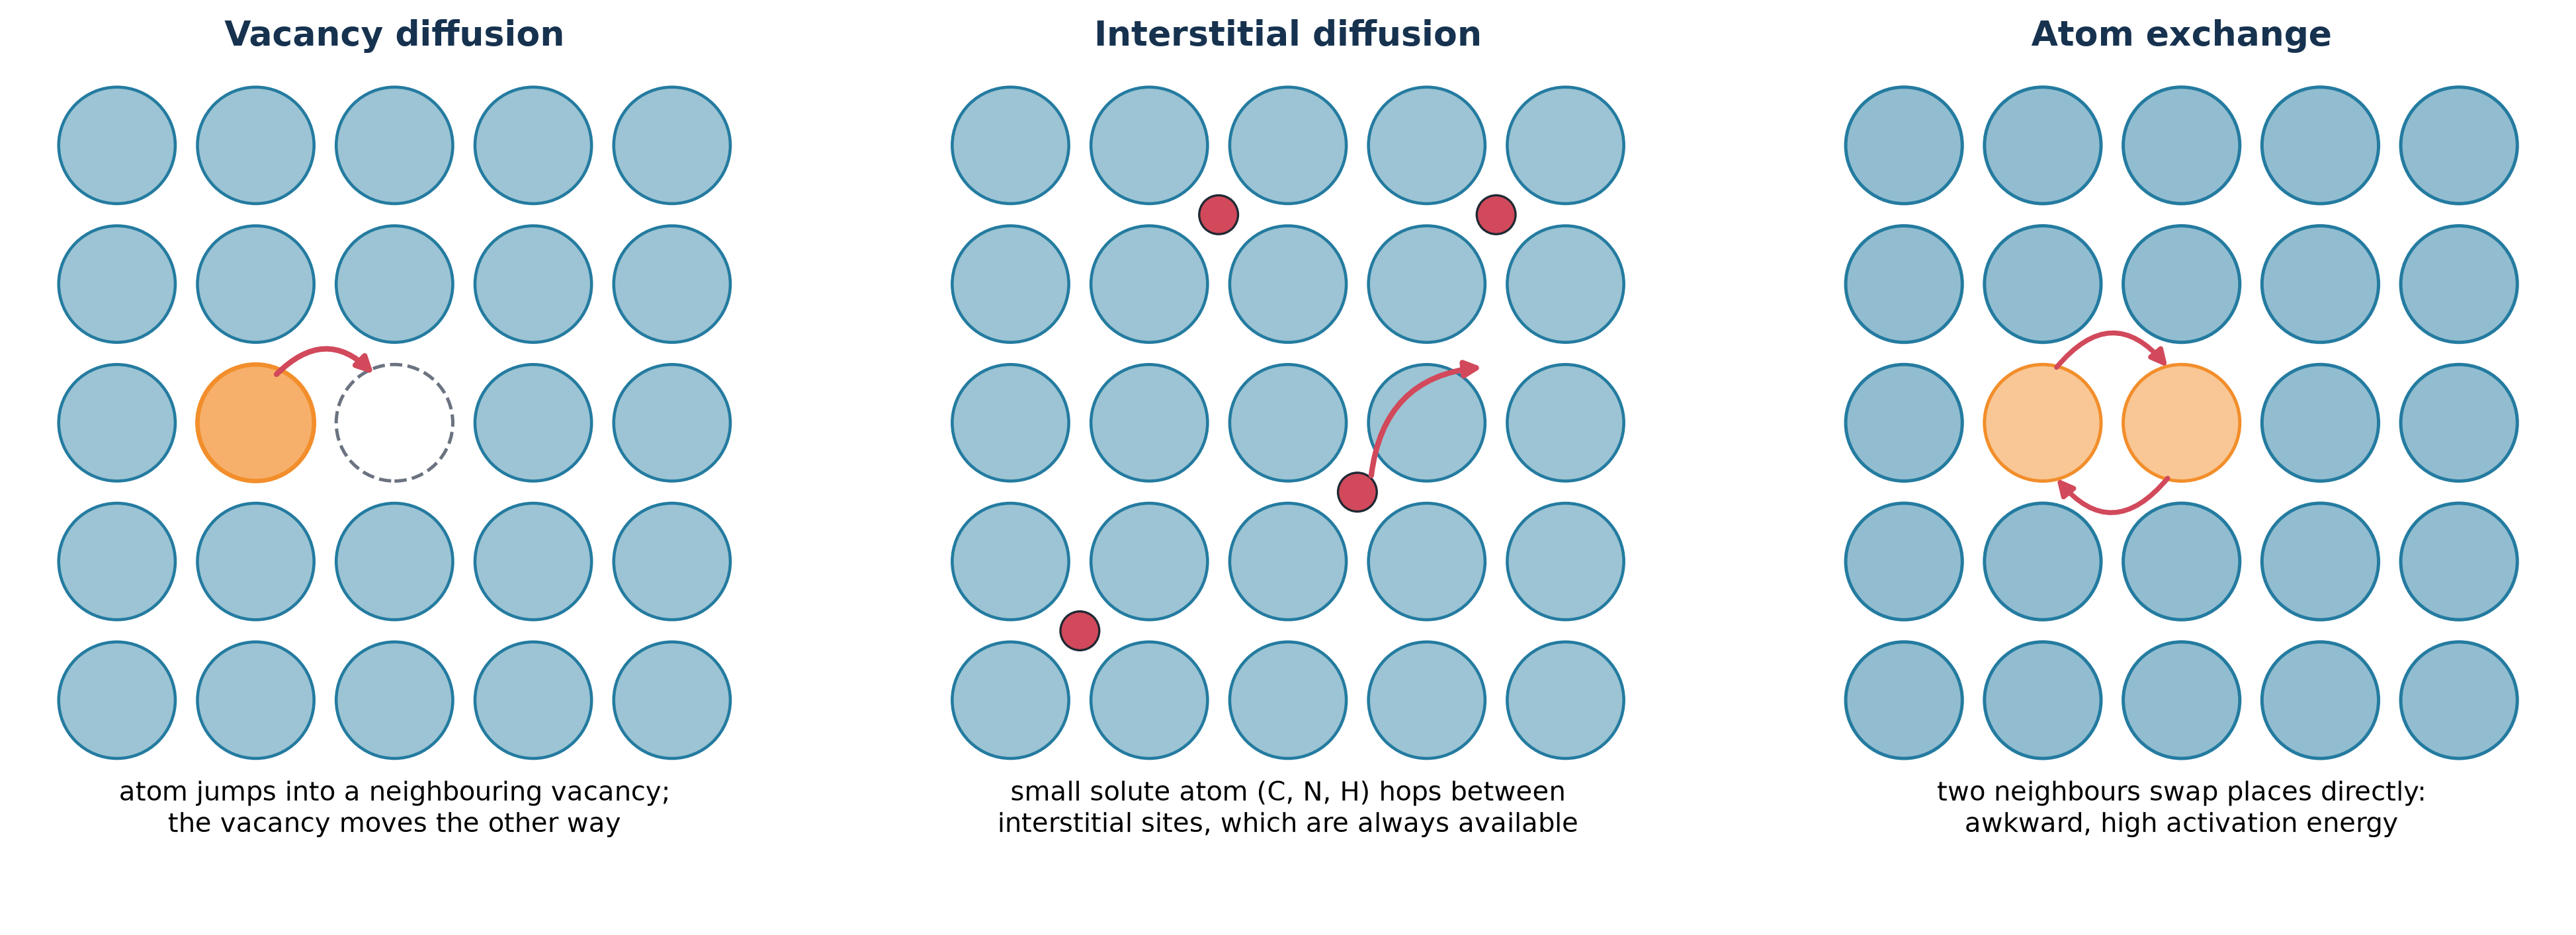 Vacancy diffusion
atom jumps into a neighbouring vacancy;
the vacancy moves the other way
Interstitial diffusion
small solute atom (C, N, H) hops between
interstitial sites, which are always available
Atom exchange
two neighbours swap places directly:
awkward, high activation energy